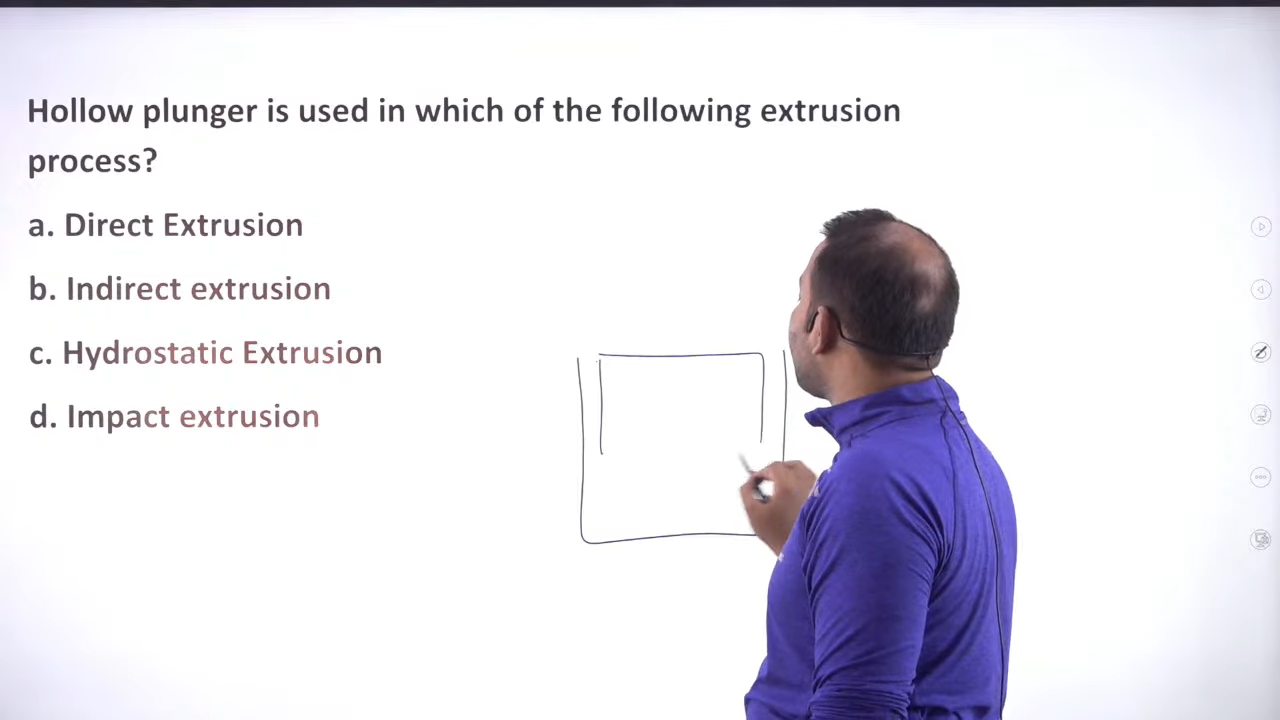 Hollow plunger is used in which of the following extrusion
process?
a. Direct Extrusion
b. Indirect extrusion
c. Hydrostatic Extrusion
d. Impact extrusion